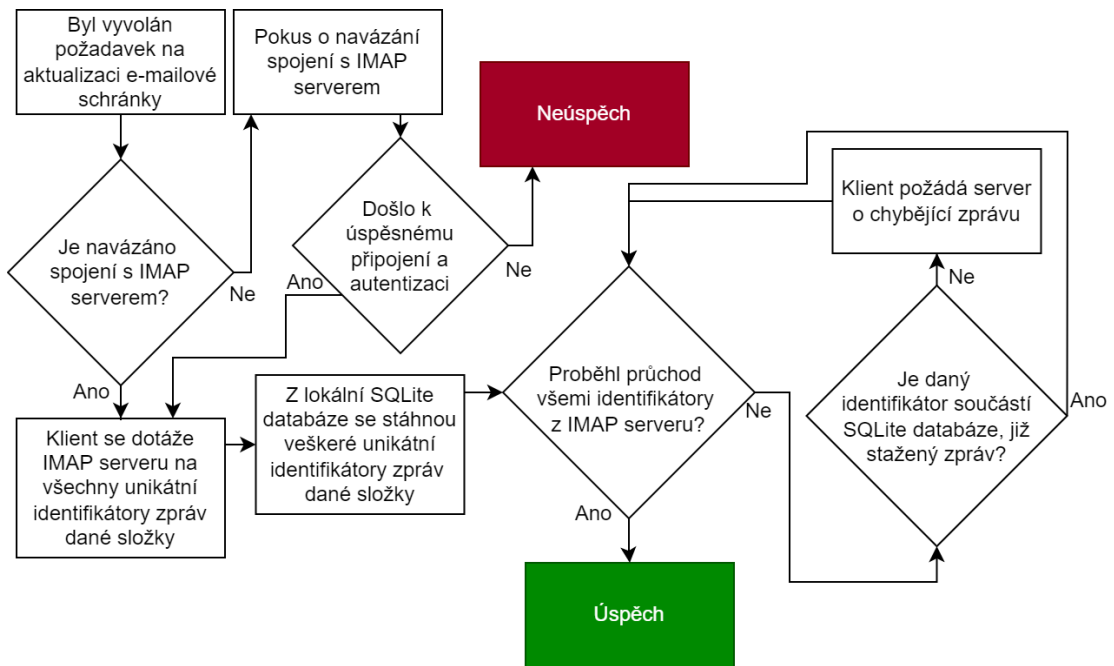 Byl vyvolán
požadavek na
aktualizaci e-mailové
schránky
Pokus o navázání
spojení s IMAP
serverem
Neúspěch
Klient požádá server
o chybějící zprávu
Je navázáno
spojení s IMAP
serverem?
Ne
Ano
Došlo k
úspěsnému
připojení a
autentizaci
Ne
Ano
Klient se dotáže
IMAP serveru na
všechny unikátní
identifikátory zpráv
dané složky
Z lokální SQLite
databáze se stáhnou
veškeré unikátní
identifikátory zpráv
dané složky
Proběhl průchod
všemi identifikátory
z IMAP serveru?
Ne
Ano
Je daný
identifikátor součástí
SQLite databáze, již
stažený zpráv?
Ne
Ano
Úspěch